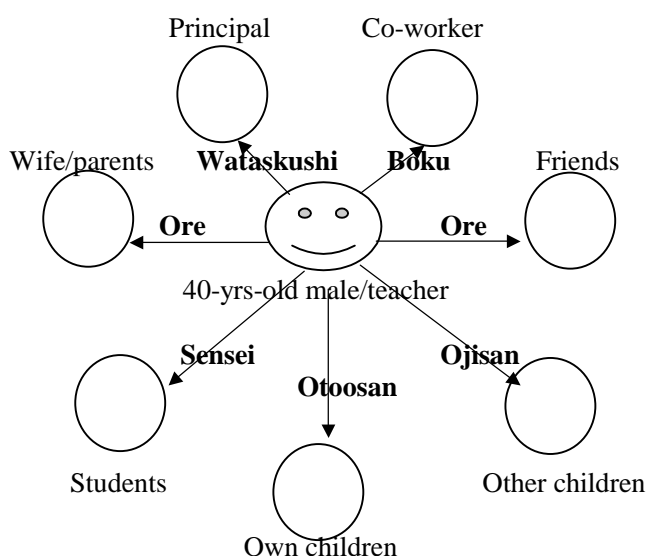 Principal
Co-worker
Wife/parents
Wataskushi
Boku
Friends
Ore
Ore
40-yrs-old male/teacher
Sensei
Ojisan
Otoosan
Students
Other children
Own children